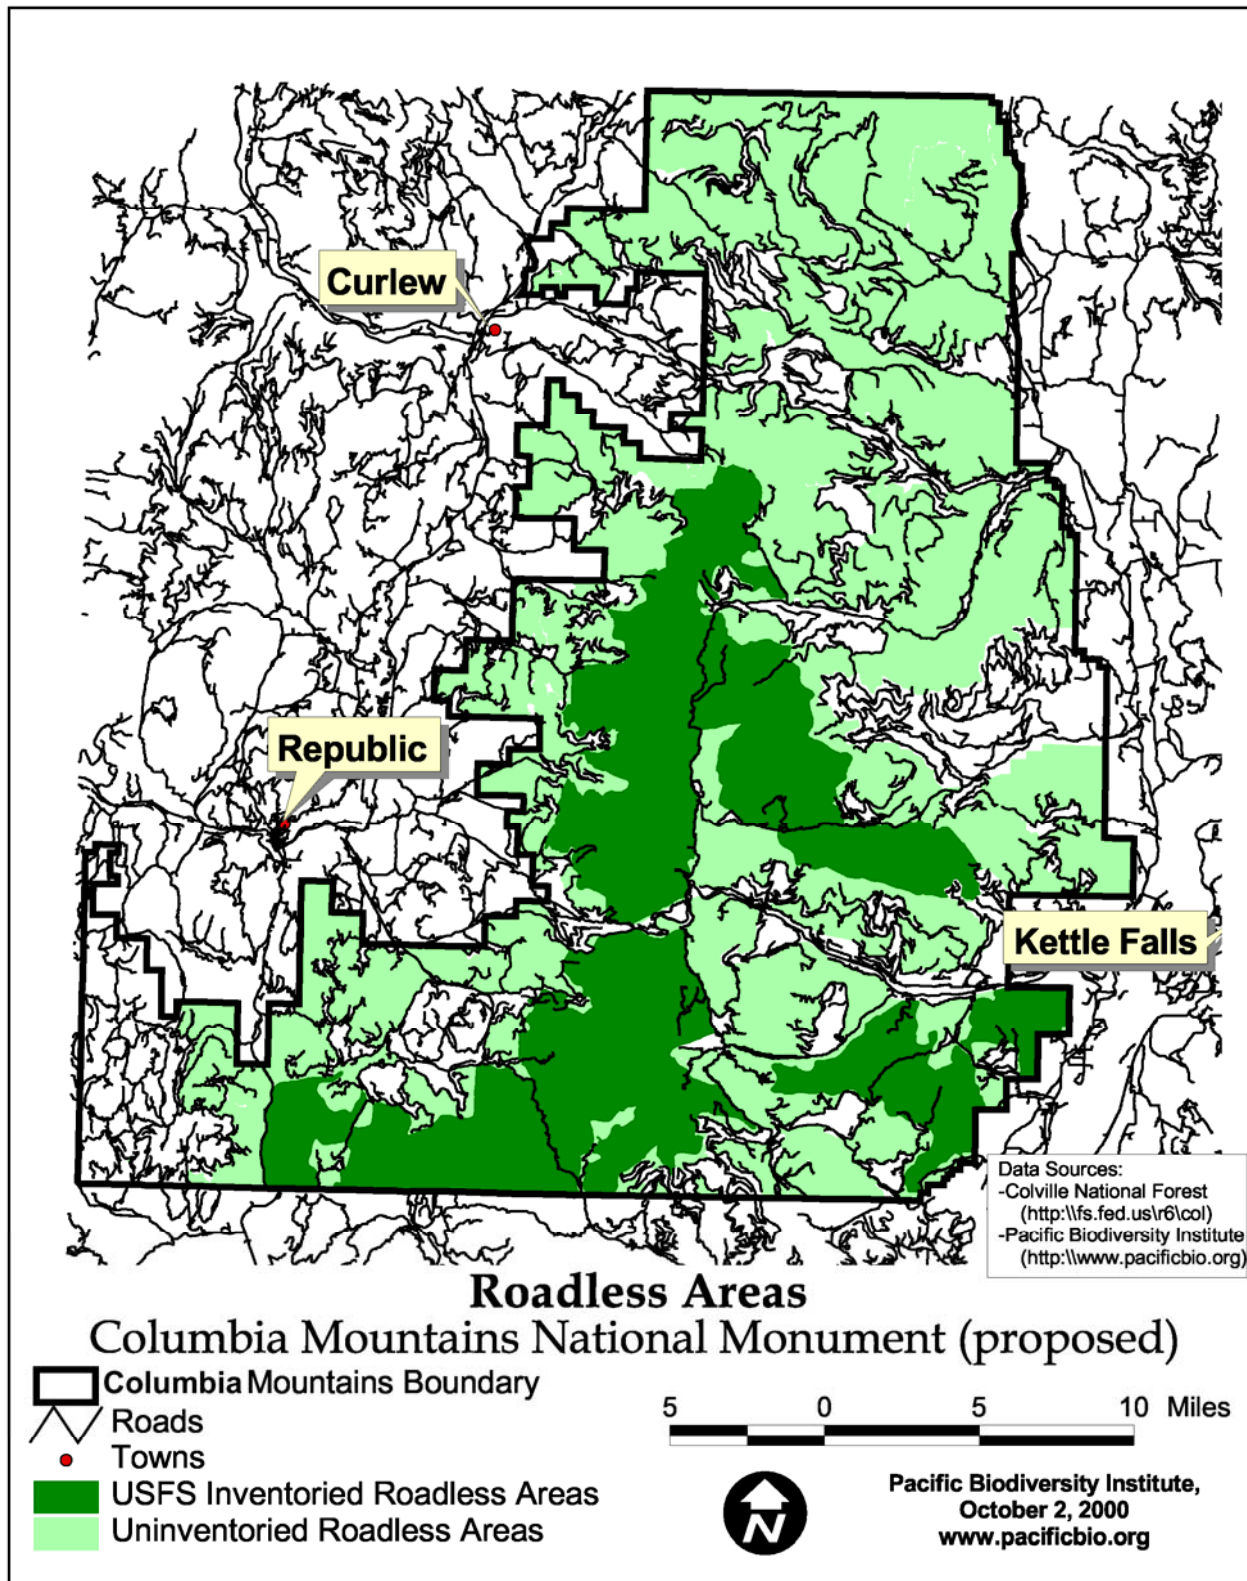 Curlew
Republic
Kettle Falls
Data Sources:
-Colville National Forest
(http:\\fs.fed.us\r6\col)
-Pacific Biodiversity Institute
(http:\\www.pacificbio.org)
Roadless Areas
Columbia Mountains National Monument (proposed)
Columbia Mountains Boundary
Roads
Towns
USFS Inventoried Roadless Areas
Uninventoried Roadless Areas
5 0 5 10 Miles
N
Pacific Biodiversity Institute,
October 2, 2000
www.pacificbio.org